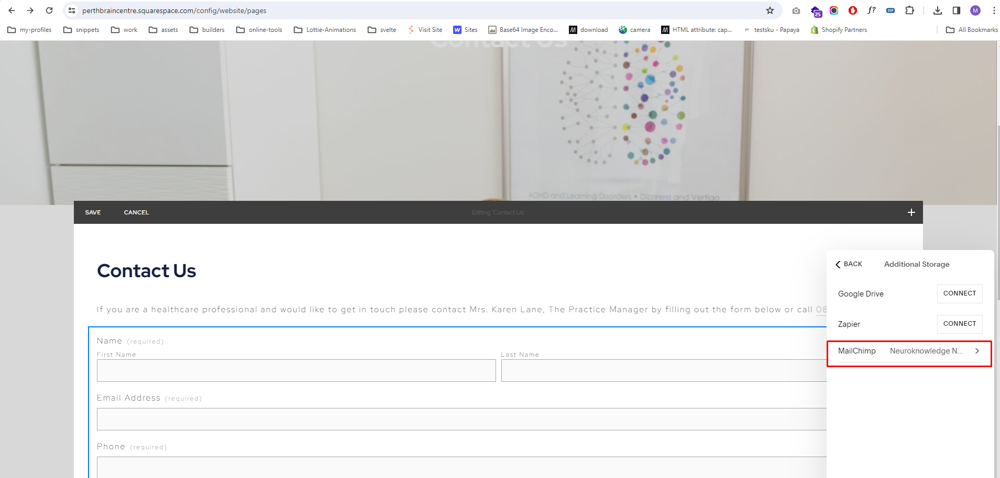 perthbraincentre.squarespace.com/config/website/pages
25
f?
ZIP
M
my-profiles
snippets
work
assets
builders
online-tools
Lottie-Animations
svelte
Visit Site
W Sites
Base64 Image Enco...
download
camera
HTML attribute: cap...
testsku - Papaya
Shopify Partners
All Bookmarks
Contact Us
ADHD and Learning Disorders • Dizziness and Vertigo
SAVE
CANCEL
Editing 'Contact Us'
Contact Us
BACK
Additional Storage
Google Drive
CONNECT
Zapier
CONNECT
MailChimp
Neuroknowledge N...
If you are a healthcare professional and would like to get in touch please contact Mrs. Karen Lane, The Practice Manager by filling out the form below or call 08
Name (required)
First Name
Last Name
Email Address (required)
Phone (required)